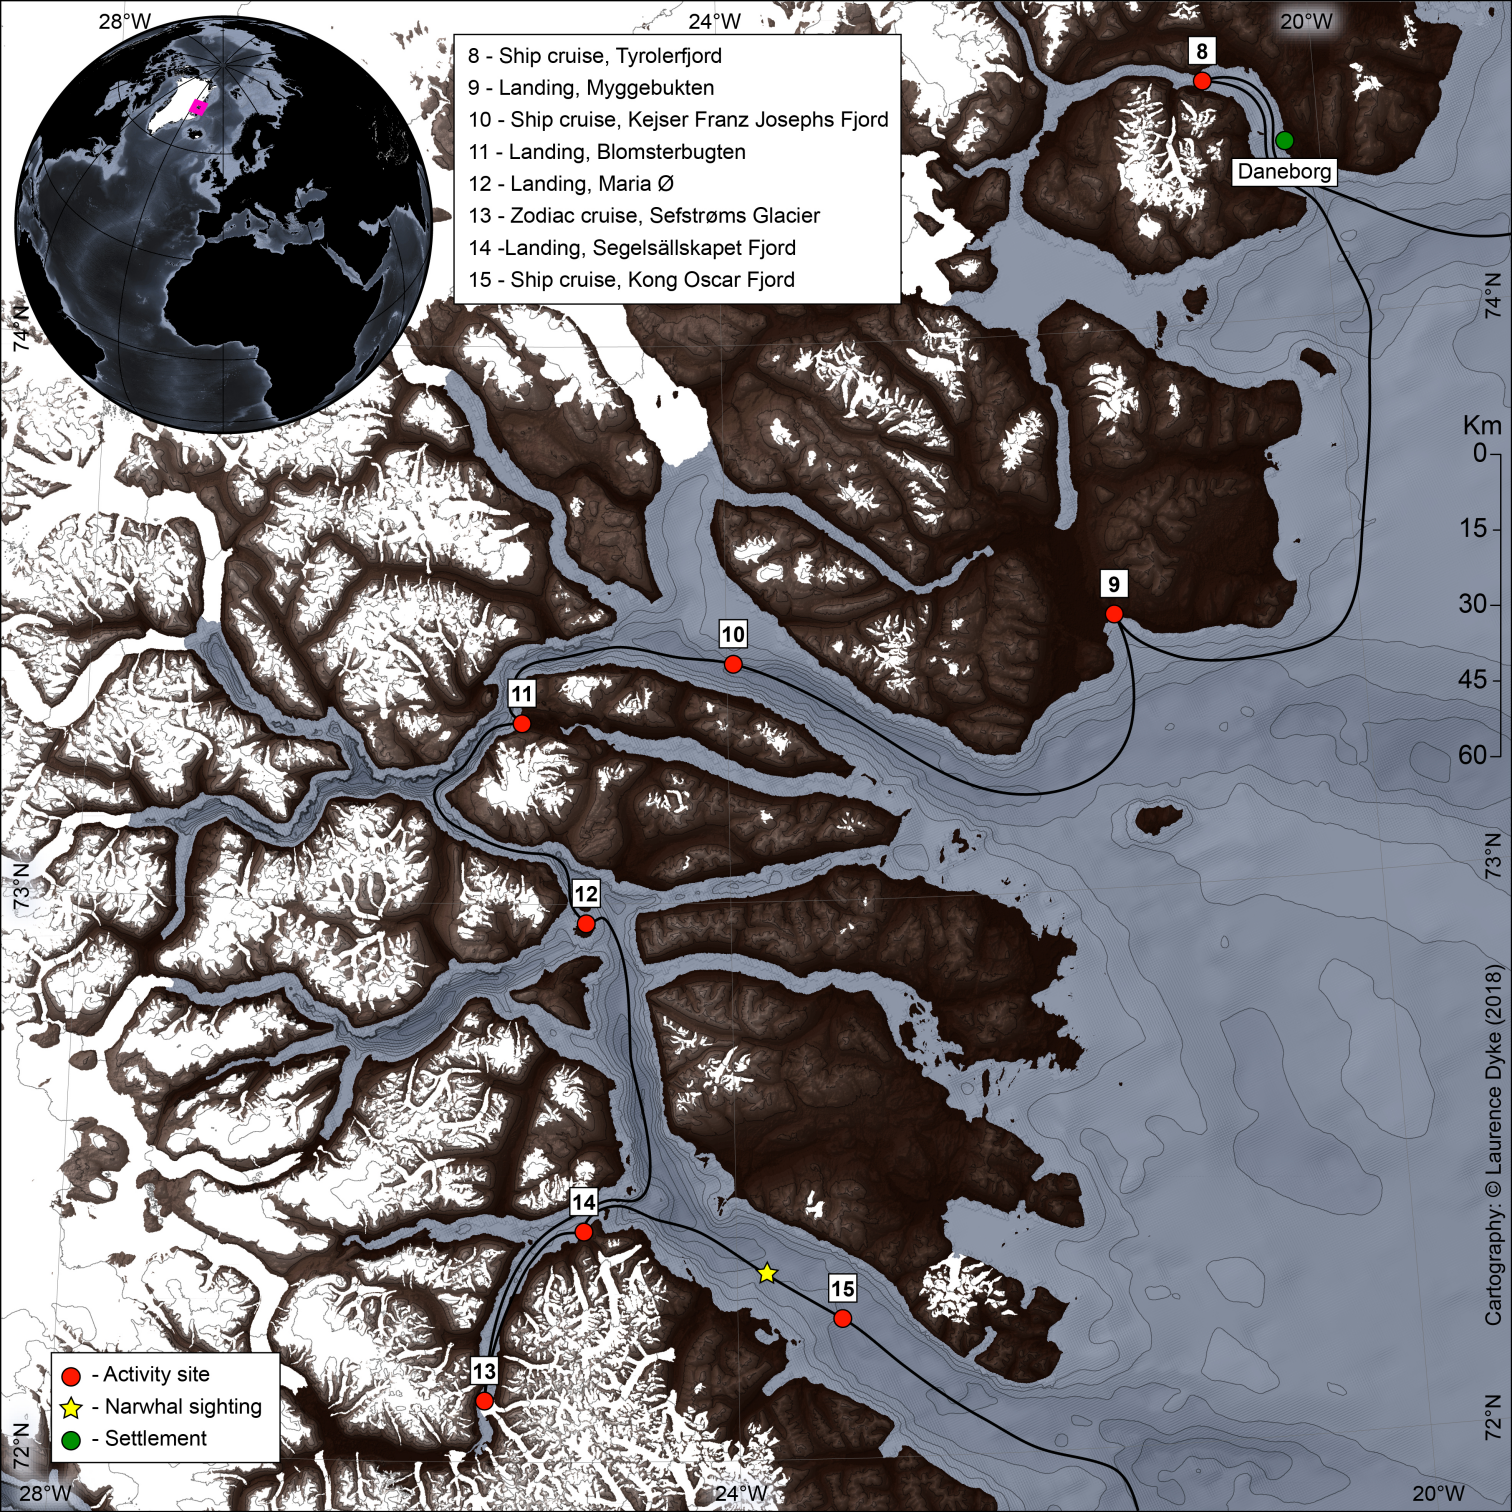 28°W
24°W
20°W
8 - Ship cruise, Tyrolerfjord
9 - Landing, Myggebukten
10 - Ship cruise, Kejser Franz Josephs Fjord
11 - Landing, Blomsterbugten
12 - Landing, Maria Ø
13 - Zodiac cruise, Sefstrøms Glacier
14 -Landing, Segelsällskapet Fjord
15 - Ship cruise, Kong Oscar Fjord
8
Daneborg
74°N
74°N
Km
0
15
30
45
60
9
10
11
12
73°N
73°N
14
15
13
Cartography: © Laurence Dyke (2018)
- Activity site
- Narwhal sighting
- Settlement
72°N
72°N
28°W
24°W
20°W